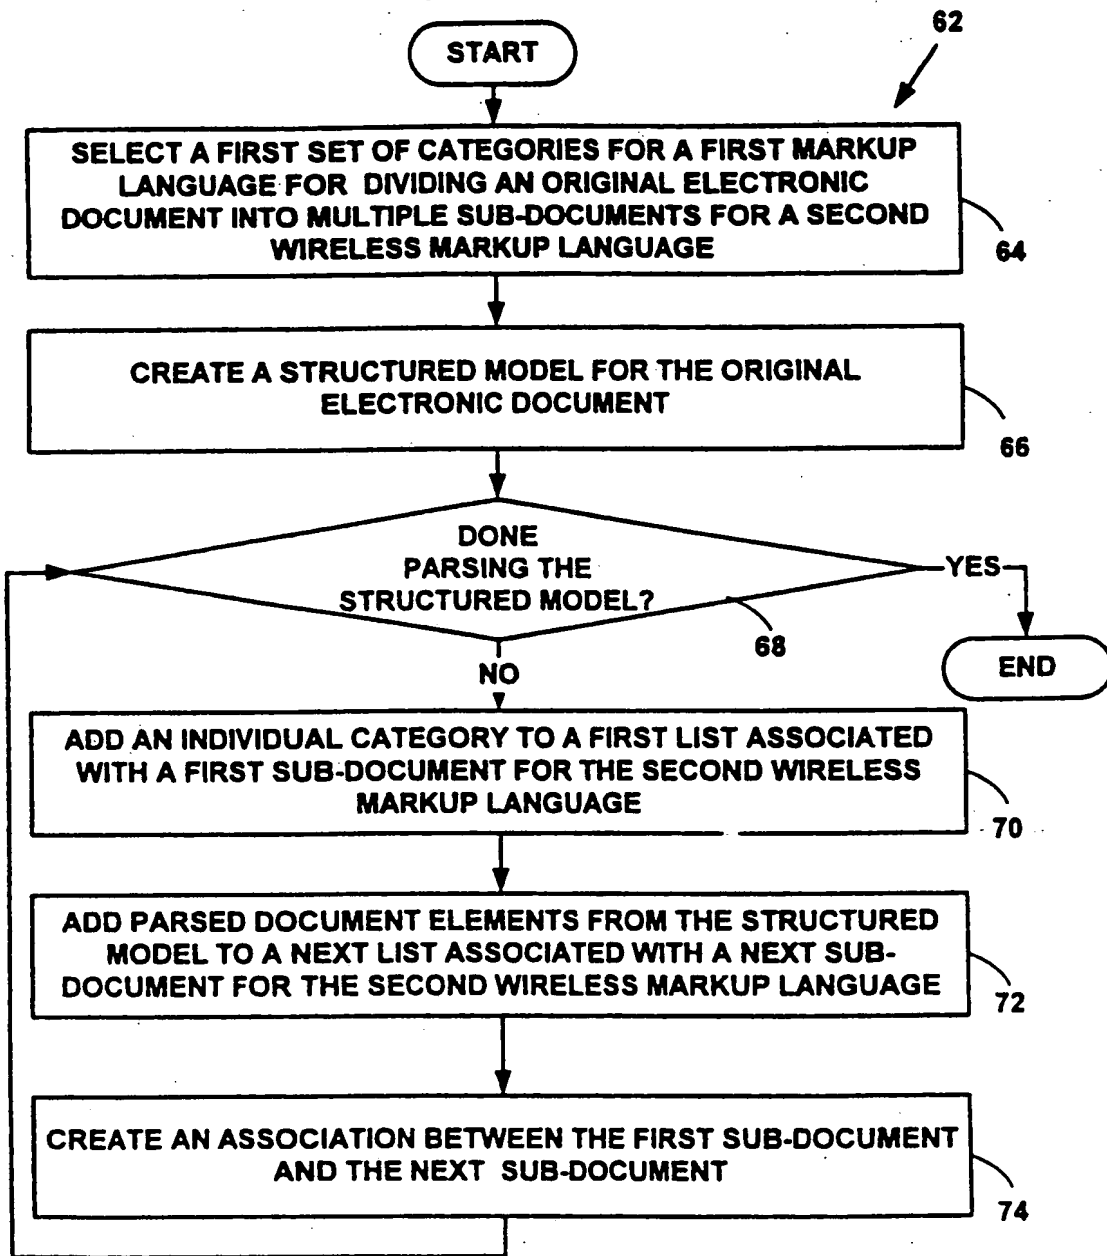 62
START
SELECT A FIRST SET OF CATEGORIES FOR A FIRST MARKUP
LANGUAGE FOR DIVIDING AN ORIGINAL ELECTRONIC
DOCUMENT INTO MULTIPLE SUB-DOCUMENTS FOR A SECOND
WIRELESS MARKUP LANGUAGE
64
CREATE A STRUCTURED MODEL FOR THE ORIGINAL
ELECTRONIC DOCUMENT
66
DONE
PARSING THE
STRUCTURED MODEL?
YES
68
END
NO
ADD AN INDIVIDUAL CATEGORY TO A FIRST LIST ASSOCIATED
WITH A FIRST SUB-DOCUMENT FOR THE SECOND WIRELESS
MARKUP LANGUAGE
70
ADD PARSED DOCUMENT ELEMENTS FROM THE STRUCTURED
MODEL TO A NEXT LIST ASSOCIATED WITH A NEXT SUB-
DOCUMENT FOR THE SECOND WIRELESS MARKUP LANGUAGE
72
CREATE AN ASSOCIATION BETWEEN THE FIRST SUB-DOCUMENT
AND THE NEXT SUB-DOCUMENT
74